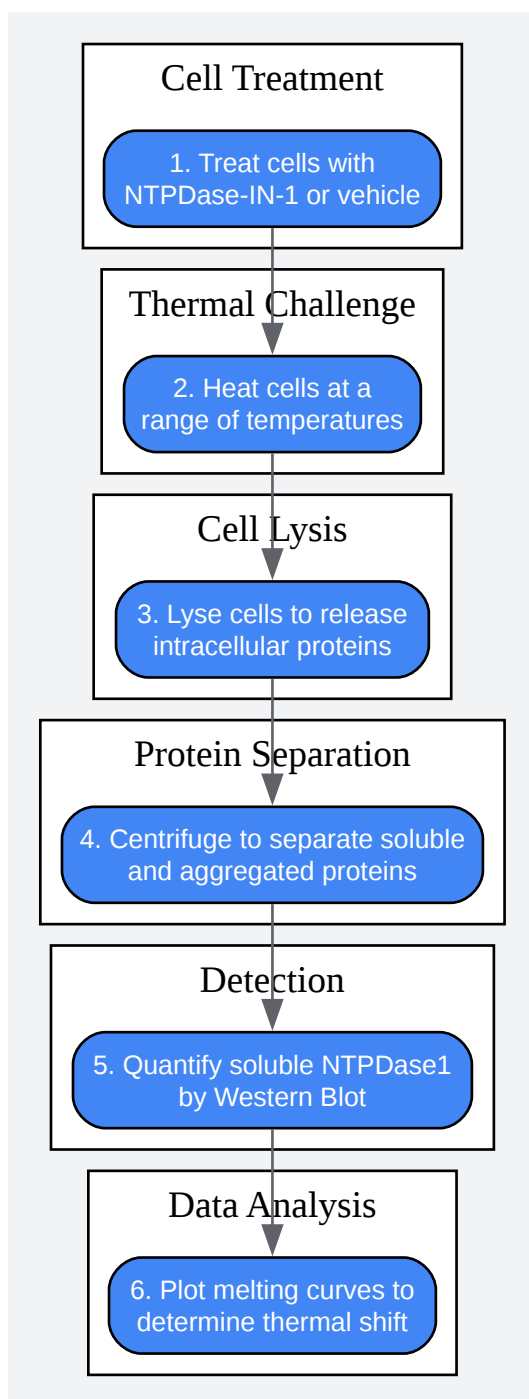 Cell Treatment
1. Treat cells with
NTPDase-IN-1 or vehicle
Thermal Challenge
2. Heat cells at a
range of temperatures
Cell Lysis
3. Lyse cells to release
intracellular proteins
Protein Separation
4. Centrifuge to separate soluble
and aggregated proteins
Detection
5. Quantify soluble NTPDase1
by Western Blot
Data Analysis
6. Plot melting curves to
determine thermal shift